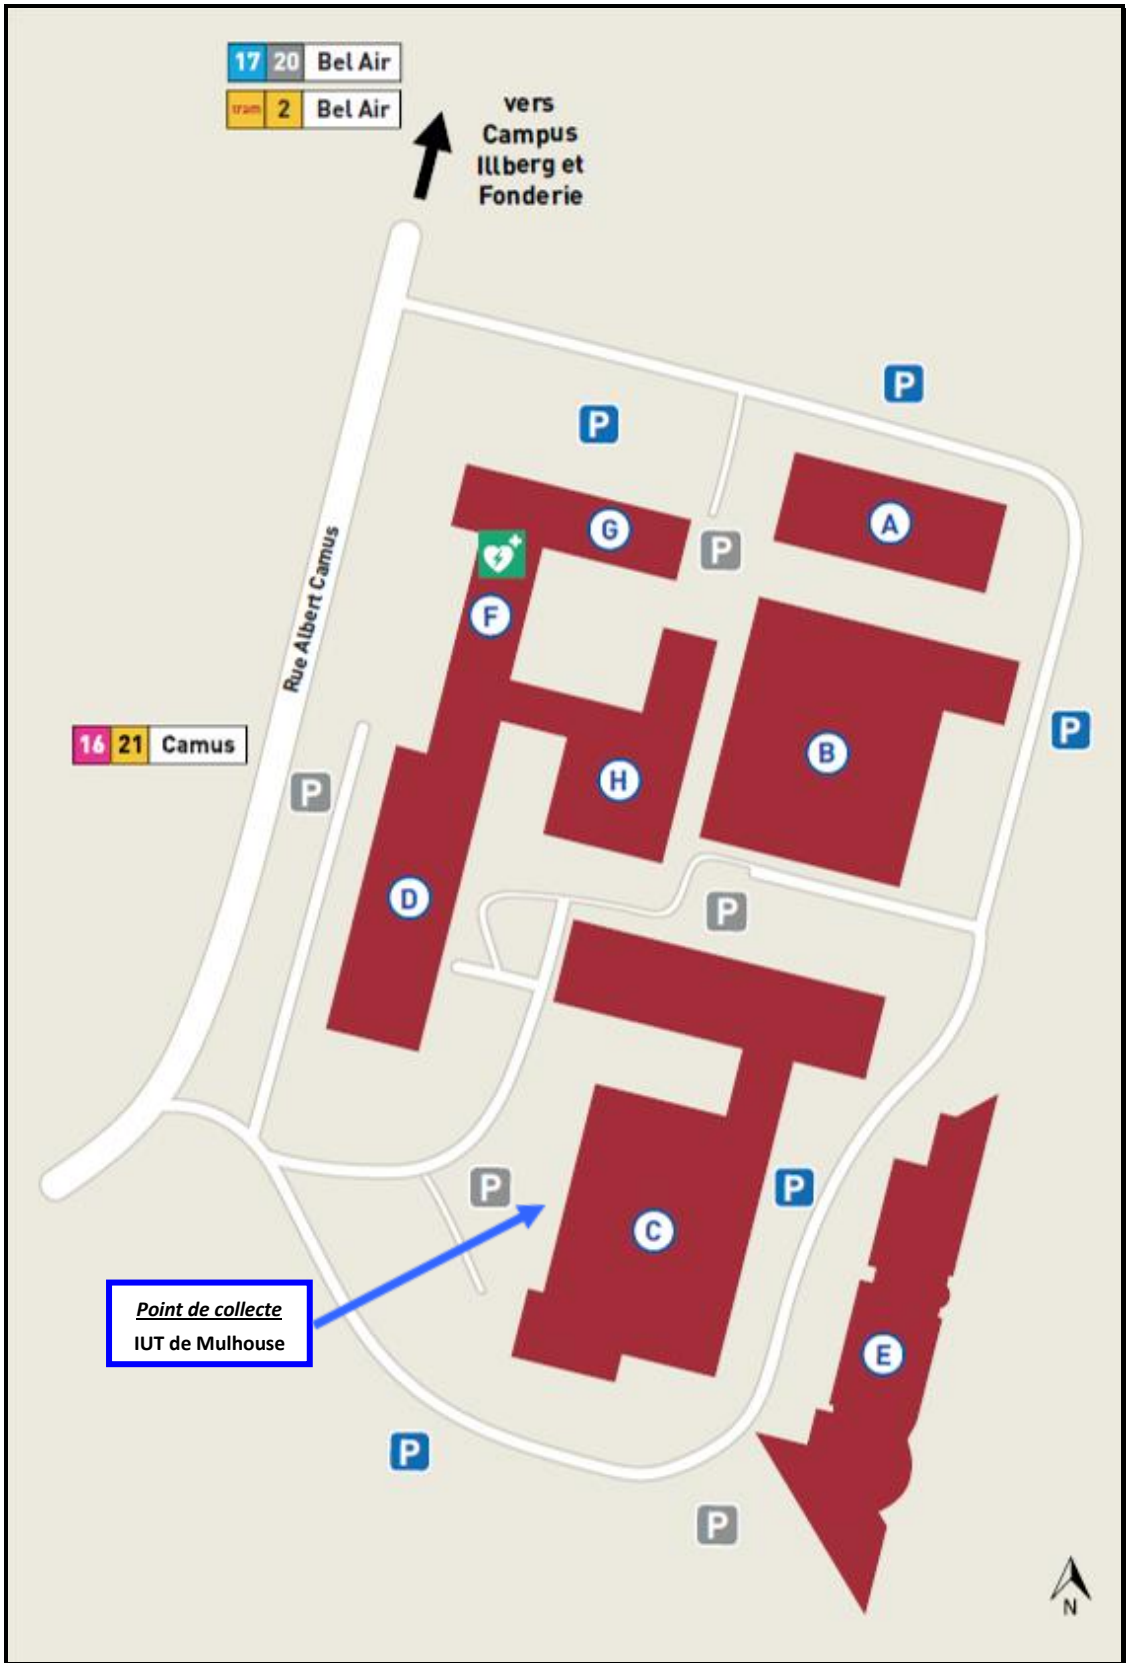 17 20 Bel Air
tram 2 Bel Air
vers
Campus
Illberg et
Fonderie
P
P
A
G
P
F
Rue Albert Camus
P
16 21 Camus
B
H
P
D
P
P
P
C
Point de collecte
IUT de Mulhouse
E
P
P
N